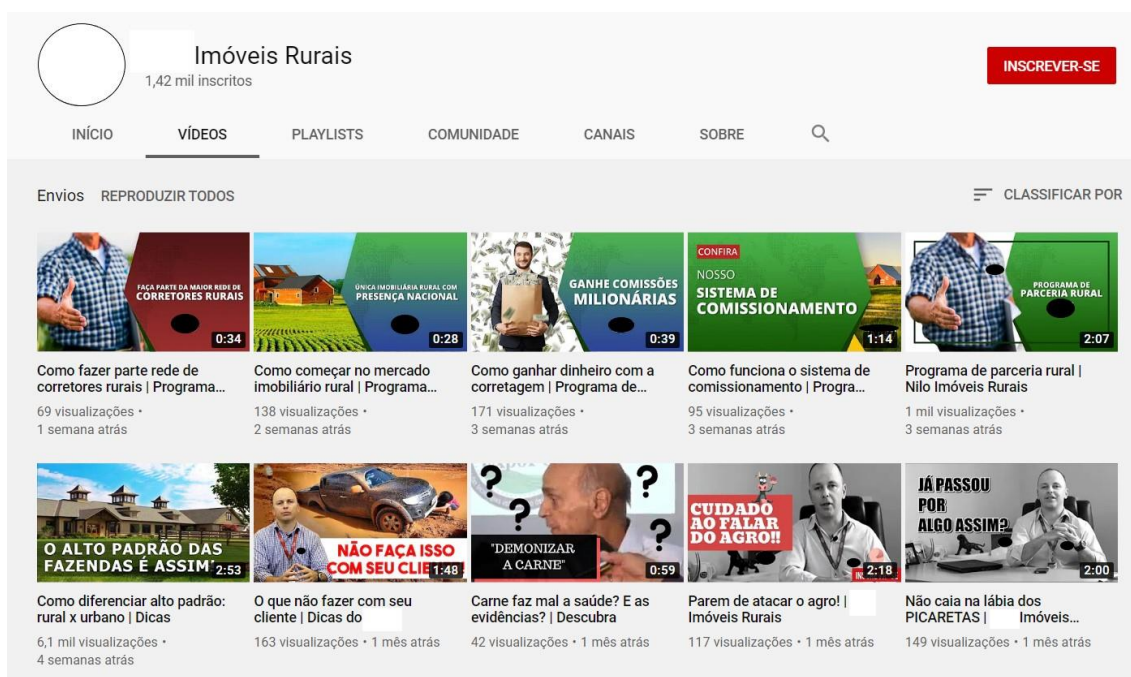 Imóveis Rurais
1,42 mil inscritos
INSCREVER-SE
INÍCIO VÍDEOS PLAYLISTS COMUNIDADE CANAIS SOBRE
Envios REPRODUZIR TODOS
CLASSIFICAR POR
FAÇA PARTE DA MAIOR REDE DE
CORRETORES RURAIS
0:34
ÚNICA IMOBILIÁRIA RURAL COM
PRESENÇA NACIONAL
0:28
GANHE COMISSÕES
MILIONÁRIAS
0:39
CONFIRA
NOSSO
SISTEMA DE
COMISSIONAMENTO
1:14
PROGRAMA DE
PARCERIA RURAL
2:07
Como fazer parte rede de
corretores rurais | Programa...
69 visualizações •
1 semana atrás
Como começar no mercado
imobiliário rural | Programa...
138 visualizações •
2 semanas atrás
Como ganhar dinheiro com a
corretagem | Programa de...
171 visualizações •
3 semanas atrás
Como funciona o sistema de
comissionamento | Progra...
95 visualizações •
3 semanas atrás
Programa de parceria rural |
Nilo Imóveis Rurais
1 mil visualizações •
3 semanas atrás
O ALTO PADRÃO DAS
FAZENDAS É ASSIM
2:53
NÃO FAÇA ISSO
COM SEU
1:48
"DEMONIZAR
A CARNE"
0:59
CUIDADO
AO FALAR
DO AGRO!!
2:18
JÁ PASSOU
POR
ALGO ASSIM?
2:00
Como diferenciar alto padrão:
rural x urbano | Dicas
6,1 mil visualizações •
4 semanas atrás
O que não fazer com seu
cliente | Dicas do
163 visualizações • 1 mês atrás
Carne faz mal a saúde? E as
evidências? | Descubra
42 visualizações • 1 mês atrás
Parem de atacar o agro! |
Imóveis Rurais
117 visualizações • 1 mês atrás
Não caia na lábia dos
PICARETAS | Imóveis...
149 visualizações • 1 mês atrás